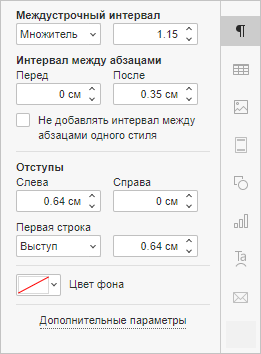 Междустрочный интервал
Множитель 1.15
Интервал между абзацами
Перед После
0 см 0.35 см
Не добавлять интервал между
абзацами одного стиля
Отступы
Слева Справа
0.64 см 0 см
Первая строка
Выступ 0.64 см
Цвет фона
Дополнительные параметры
¶
Ta